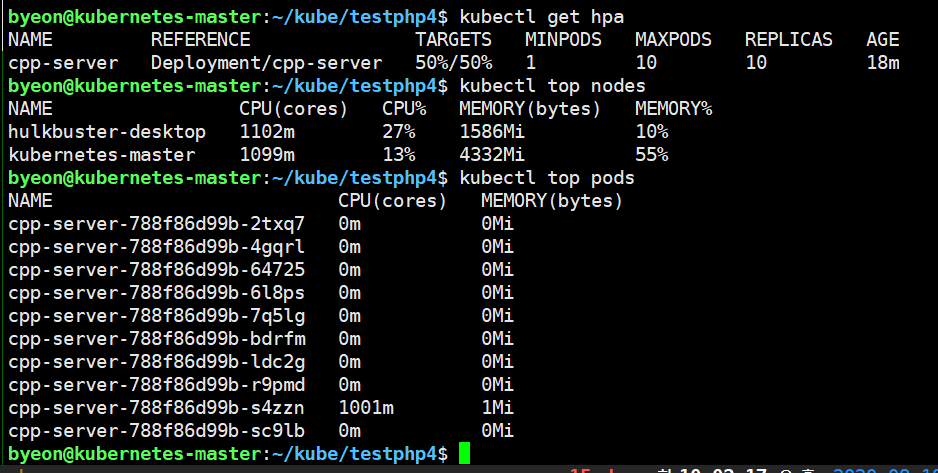 byeon@kubernetes-master:~/kube/testphp4$ kubectl get hpa
NAME REFERENCE TARGETS MINPODS MAXPODS REPLICAS AGE
cpp-server Deployment/cpp-server 50%/50% 1 10 10 18m
byeon@kubernetes-master:~/kube/testphp4$ kubectl top nodes
NAME CPU(cores) CPU% MEMORY(bytes) MEMORY%
hulkbuster-desktop 1102m 27% 1586Mi 10%
kubernetes-master 1099m 13% 4332Mi 55%
byeon@kubernetes-master:~/kube/testphp4$ kubectl top pods
NAME CPU(cores) MEMORY(bytes)
cpp-server-788f86d99b-2txq7 0m 0Mi
cpp-server-788f86d99b-4gqrl 0m 0Mi
cpp-server-788f86d99b-64725 0m 0Mi
cpp-server-788f86d99b-6l8ps 0m 0Mi
cpp-server-788f86d99b-7q5lg 0m 0Mi
cpp-server-788f86d99b-bdrfm 0m 0Mi
cpp-server-788f86d99b-ldc2g 0m 0Mi
cpp-server-788f86d99b-r9pmd 0m 0Mi
cpp-server-788f86d99b-s4zzn 1001m 1Mi
cpp-server-788f86d99b-sc9lb 0m 0Mi
byeon@kubernetes-master:~/kube/testphp4$